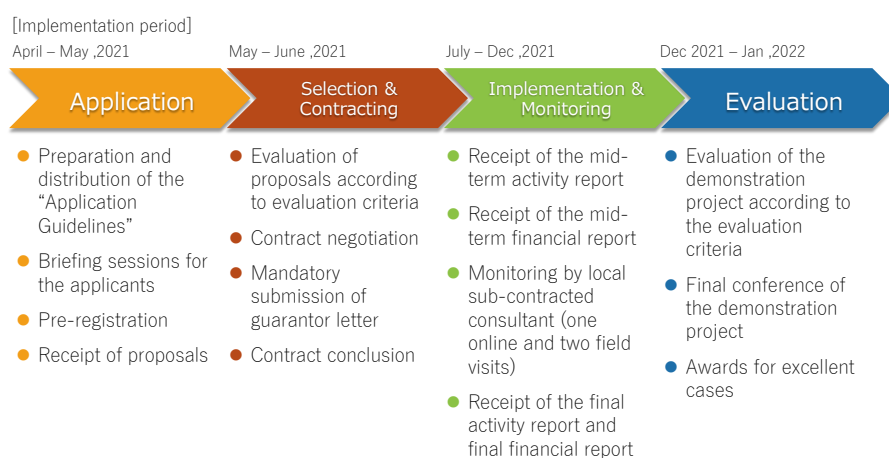 [Implementation period]
April – May ,2021
May – June ,2021
July – Dec ,2021
Dec 2021 – Jan ,2022
Application
Selection &
Contracting
Implementation &
Monitoring
Evaluation
● Preparation and
distribution of the
“Application
Guidelines”
● Briefing sessions for
the applicants
● Pre-registration
● Receipt of proposals
● Evaluation of
proposals according
to evaluation criteria
● Contract negotiation
● Mandatory
submission of
guarantor letter
● Contract conclusion
● Receipt of the mid-
term activity report
● Receipt of the mid-
term financial report
● Monitoring by local
sub-contracted
consultant (one
online and two field
visits)
● Receipt of the final
activity report and
final financial report
● Evaluation of the
demonstration
project according to
the evaluation
criteria
● Final conference of
the demonstration
project
● Awards for excellent
cases